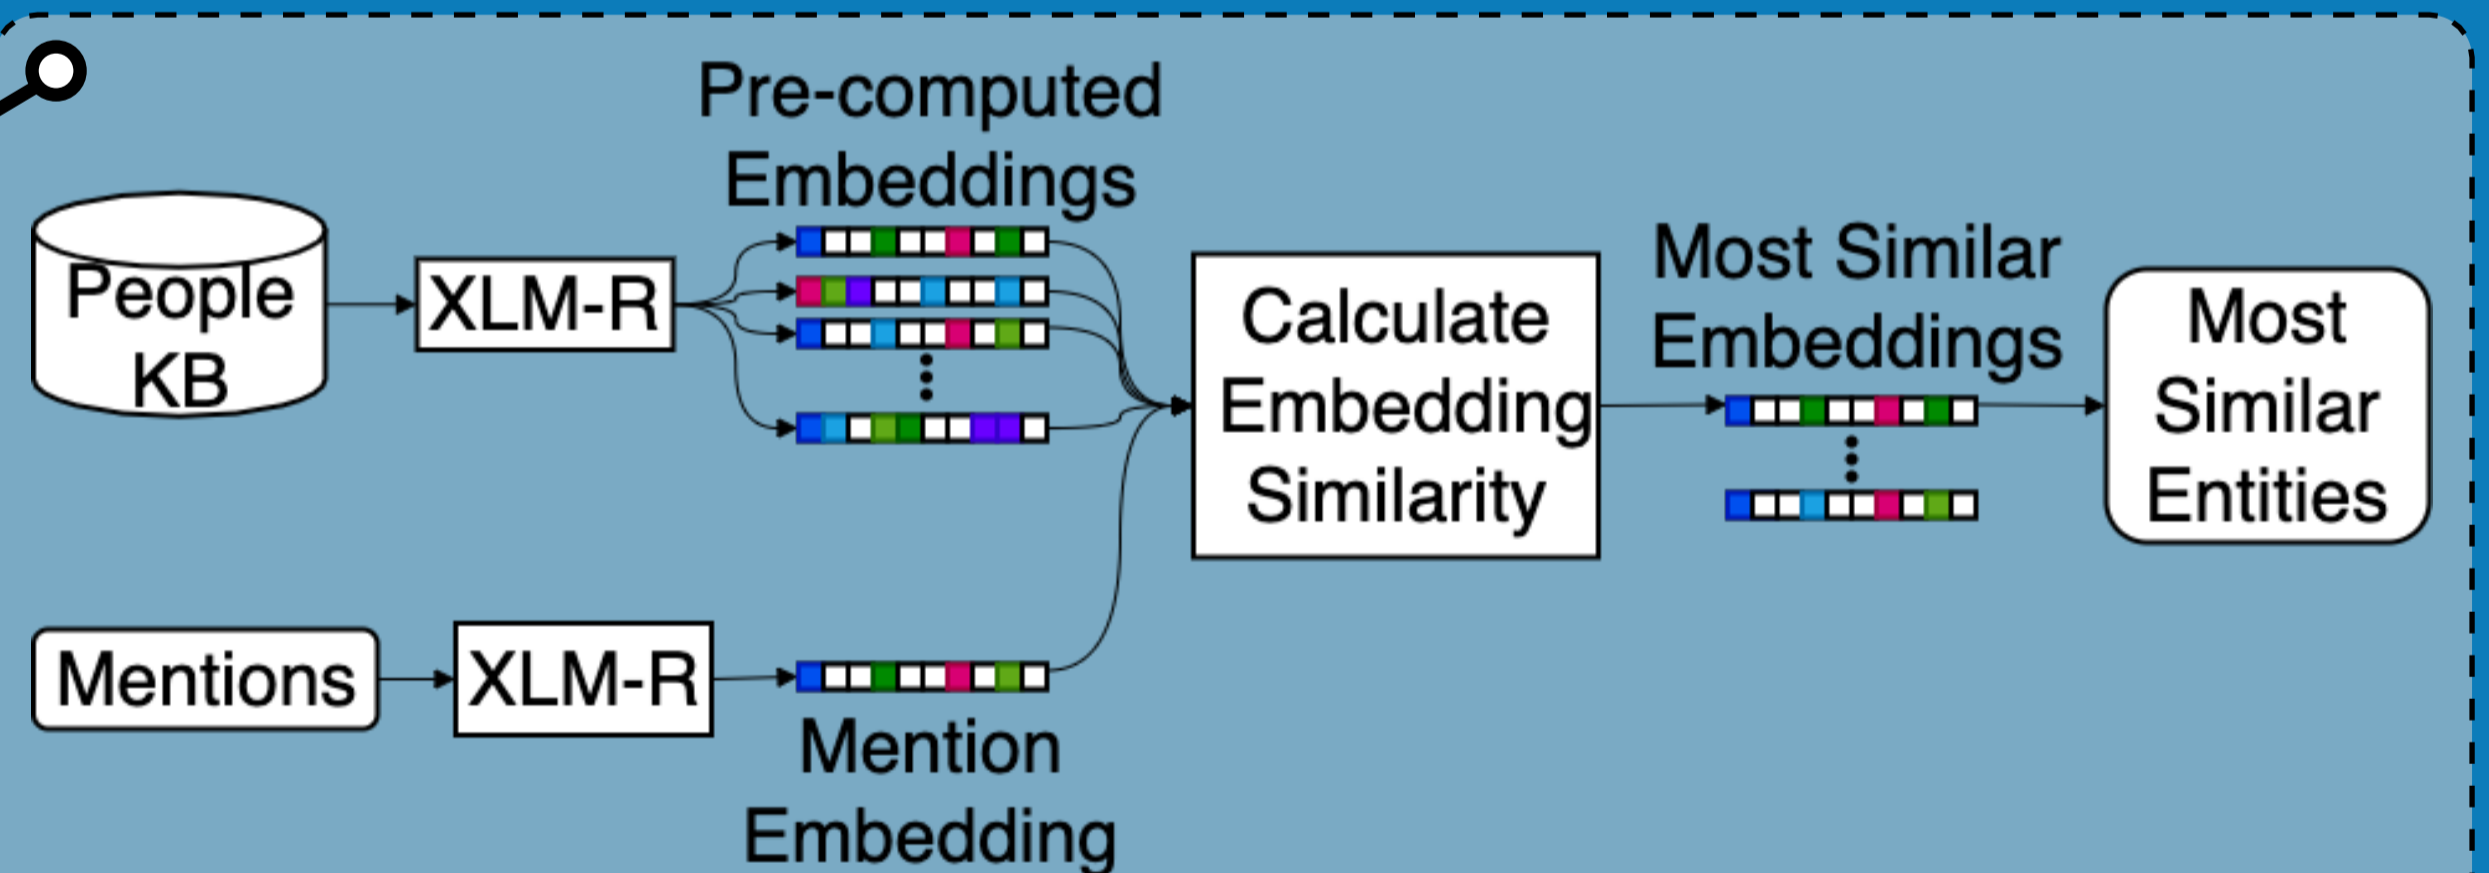 Pre-computed
Embeddings
People
KB
XLM-R
Calculate
Embedding
Similarity
Most Similar
Embeddings
Most
Similar
Entities
Mentions
XLM-R
Mention
Embedding